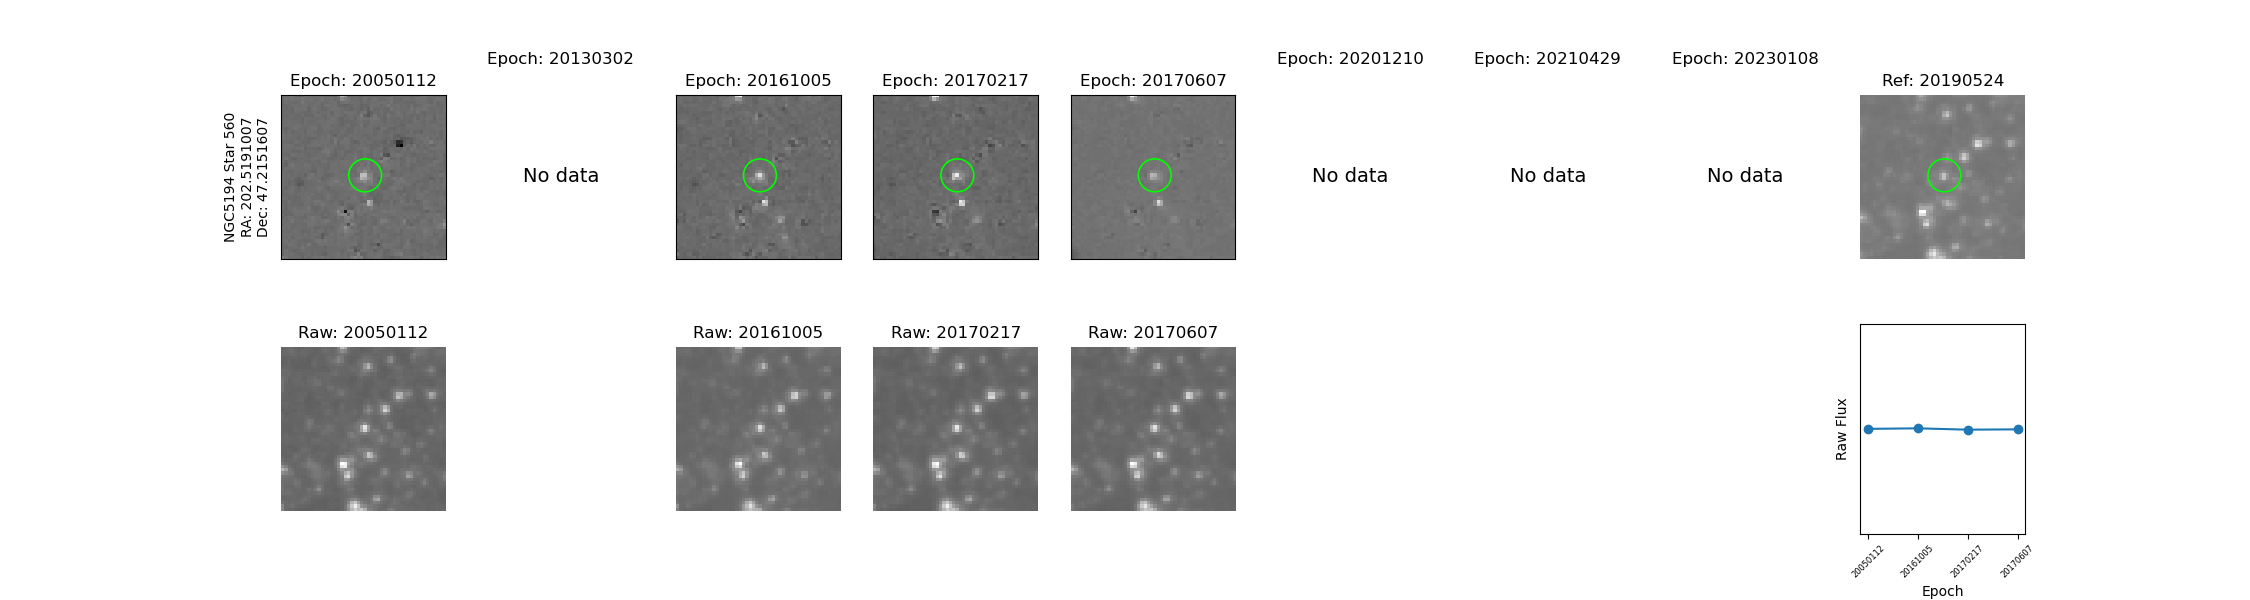 Epoch: 20130302
Epoch: 20201210
Epoch: 20210429
Epoch: 20230108
Epoch: 20050112
Epoch: 20161005
Epoch: 20170217
Epoch: 20170607
Ref: 20190524
NGC5194 Star 560
RA: 202.5191007
Dec: 47.2151607
No data
No data
No data
No data
Raw: 20050112
Raw: 20161005
Raw: 20170217
Raw: 20170607
Raw Flux
20050112
20161005
20170217
20170607
Epoch